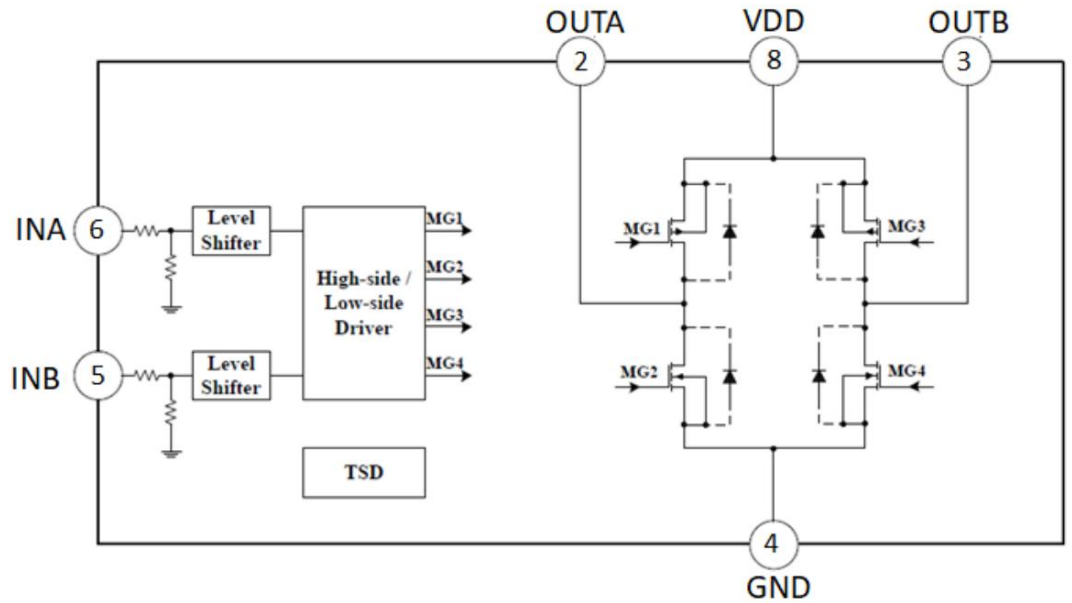 OUTA
VDD
OUTB
2
8
3
INA
6
Level
Shifter
MG1
MG2
MG3
MG4
High-side /
Low-side
Driver
INB
5
Level
Shifter
TSD
MG1
MG3
MG2
MG4
4
GND